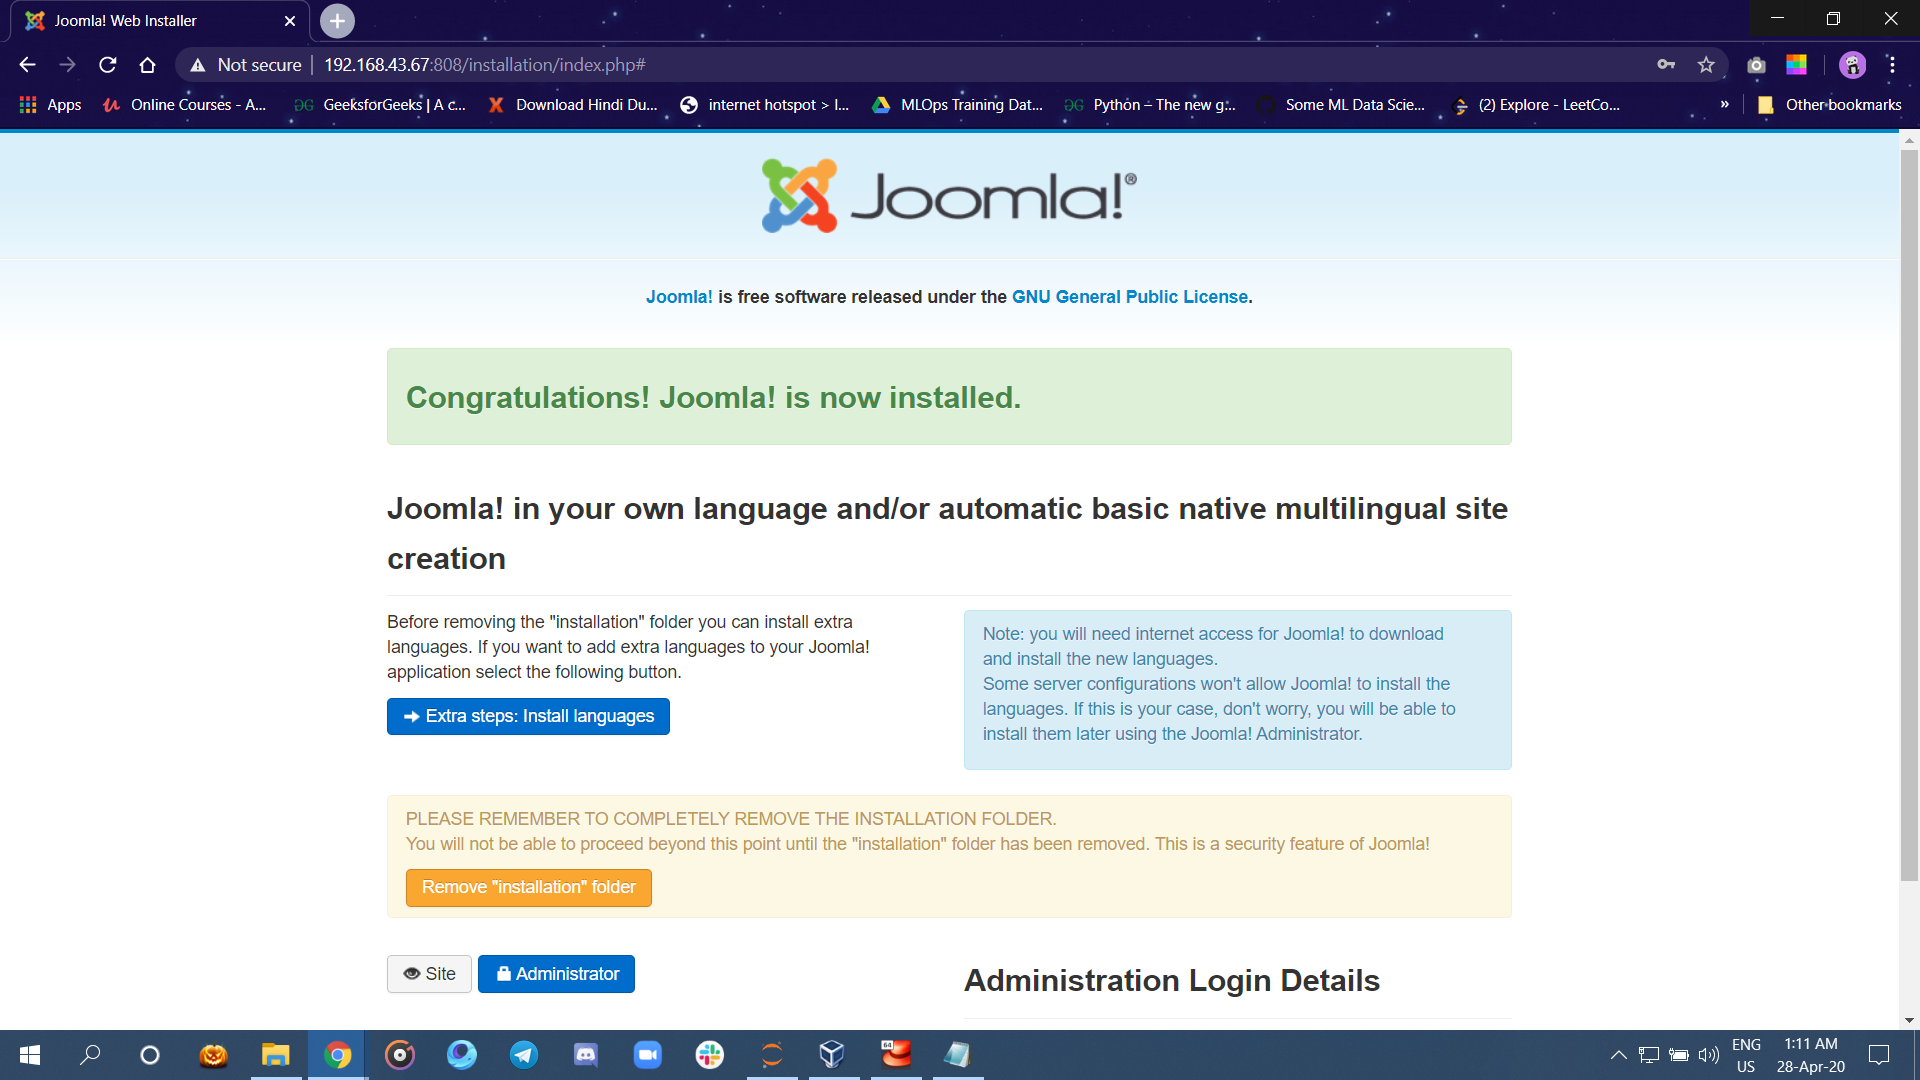 Joomla! Web Installer
Not secure 192.168.43.67:808/installation/index.php#
Apps Online Courses - A... GeeksforGeeks | A c... Download Hindi Du... internet hotspot > I... MLOps Training Dat... Python – The new g... Some ML Data Scie... (2) Explore - LeetCo... » Other bookmarks
Joomla!®
Joomla! is free software released under the GNU General Public License.
Congratulations! Joomla! is now installed.
Joomla! in your own language and/or automatic basic native multilingual site
creation
Before removing the "installation" folder you can install extra
languages. If you want to add extra languages to your Joomla!
application select the following button.
Extra steps: Install languages
Note: you will need internet access for Joomla! to download
and install the new languages.
Some server configurations won't allow Joomla! to install the
languages. If this is your case, don't worry, you will be able to
install them later using the Joomla! Administrator.
PLEASE REMEMBER TO COMPLETELY REMOVE THE INSTALLATION FOLDER.
You will not be able to proceed beyond this point until the "installation" folder has been removed. This is a security feature of Joomla!
Remove "installation" folder
Site Administrator
Administration Login Details
64
ENG
US
1:11 AM
28-Apr-20